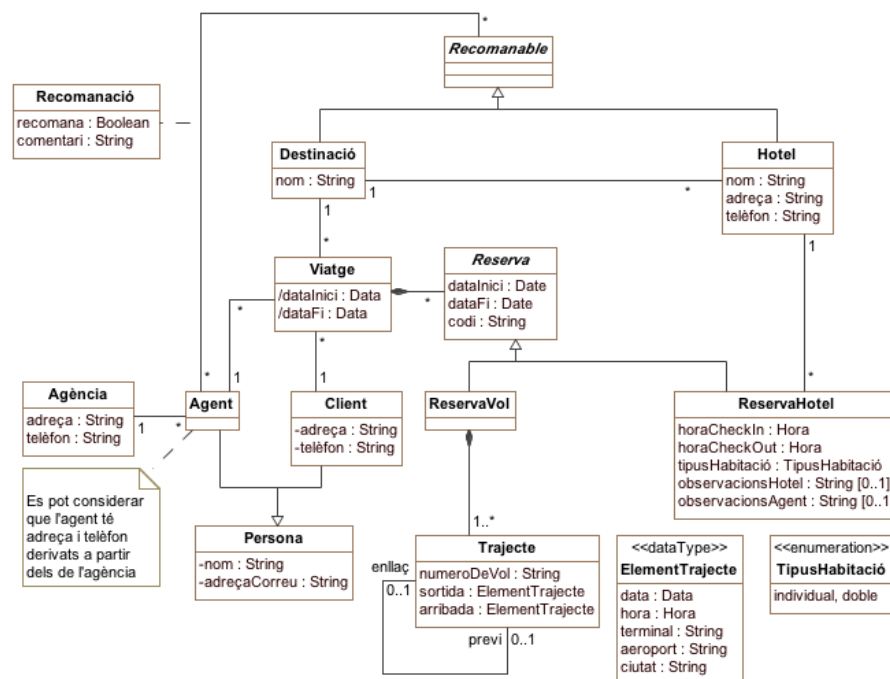 *
Recomanable
Recomanació
recomana : Boolean
comentari : String
Destinació
nom : String
1
*
1
Hotel
nom : String
adreça : String
telèfon : String
1
*
Viatge
/dataInici : Data
/dataFi : Data
*
*
*
Reserva
dataInici : Date
dataFi : Date
codi : String
*
1
1
*
Agència
adreça : String
telèfon : String
1
*
Agent
Client
-adreça : String
-telèfon : String
ReservaVol
ReservaHotel
horaCheckIn : Hora
horaCheckOut : Hora
tipusHabitació : TipusHabitació
observacionsHotel : String [0..1]
observacionsAgent : String [0..1
Es pot considerar
que l'agent té
adreça i telèfon
derivats a partir
dels de l'agència
Persona
-nom : String
-adreçaCorreu : String
1..*
enllaç
0..1
Trajecte
numeroDeVol : String
sortida : ElementTrajecte
arribada : ElementTrajecte
previ
0..1
<<dataType>>
ElementTrajecte
data : Data
hora : Hora
terminal : String
aeroport : String
ciutat : String
<<enumeration>>
TipusHabitació
individual, doble